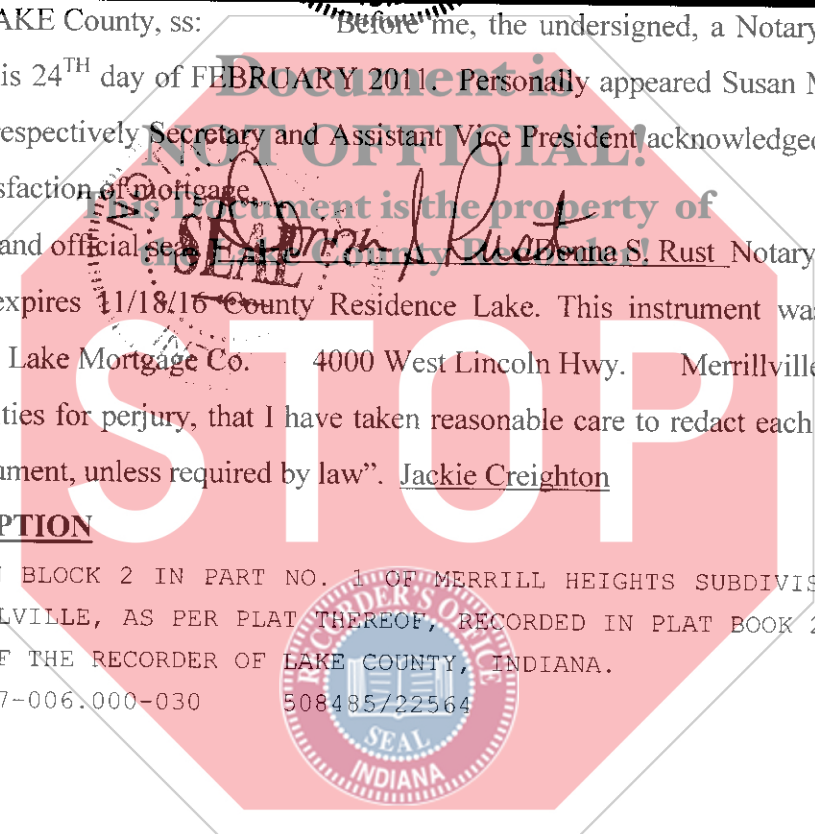 AKE County, ss: Before me, the undersigned, a Notary
is 24TH day of FEBRUARY 2011. Personally appeared Susan M
Document is
respectively Secretary and Assistant Vice President acknowledged
NOT OFFICIAL!
sfaction of mortgage.
This Document is the property of
the Lake County Recorder!
and official seal Donna S. Rust Donna S. Rust Notary
SEAL
expires 11/18/16 County Residence Lake. This instrument was
Lake Mortgage Co. 4000 West Lincoln Hwy. Merrillville
ties for perjury, that I have taken reasonable care to redact each
ument, unless required by law”. Jackie Creighton
STOP
PTION
BLOCK 2 IN PART NO. 1 OF MERRILL HEIGHTS SUBDIVIS
LVILLE, AS PER PLAT THEREOF, RECORDED IN PLAT BOOK 2
F THE RECORDER OF LAKE COUNTY, INDIANA.
7-006.000-030 508485/22564
RECORDER'S OFFICE
SEAL
INDIANA